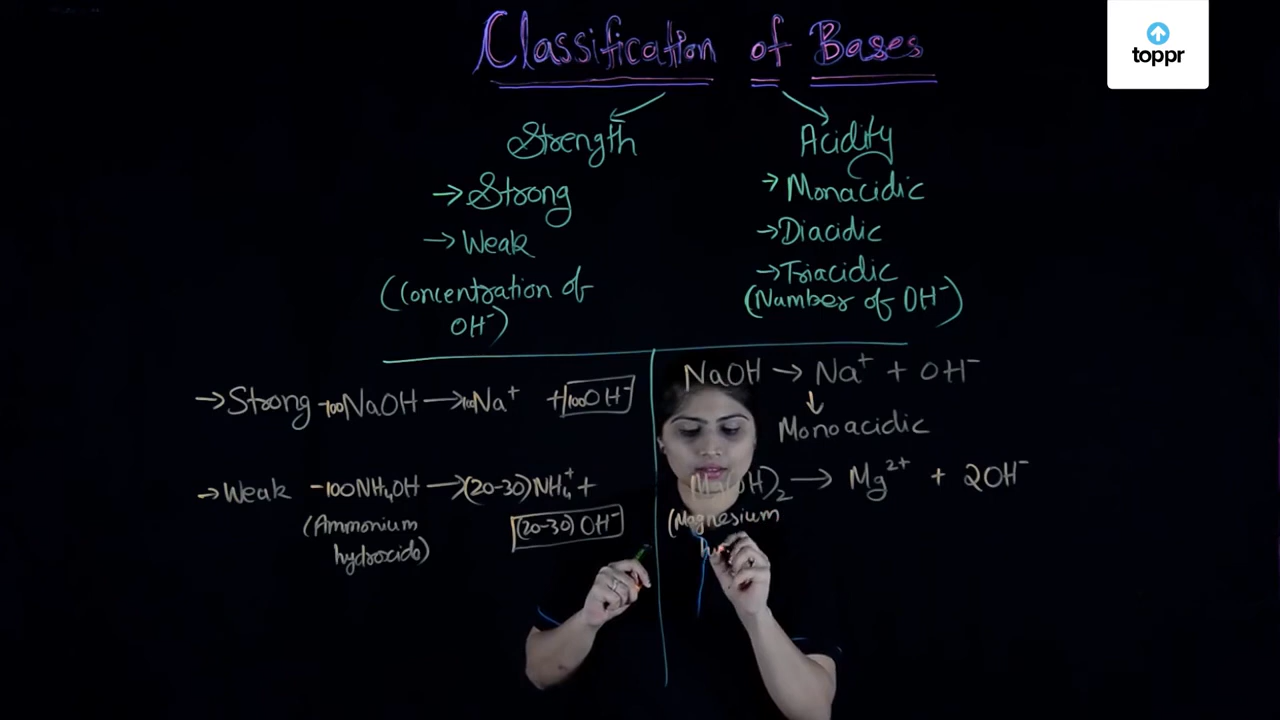 Classification of Bases
toppr
Strength
→ Strong
→ Weak
(Concentration of
OH⁻)
Acidity
→ Monacidic
→ Diacidic
→ Triacidic
(Number of OH⁻)
→ Strong - 100 NaOH → 100 Na⁺ + 100 OH⁻
→ Weak - 100 NH₄OH → (20-30) NH₄⁺ +
(Ammonium
hydroxide)
(20-30) OH⁻
NaOH → Na⁺ + OH⁻
↓
Monoacidic
Mg(OH)₂ → Mg²⁺ + 2OH⁻
(Magnesium